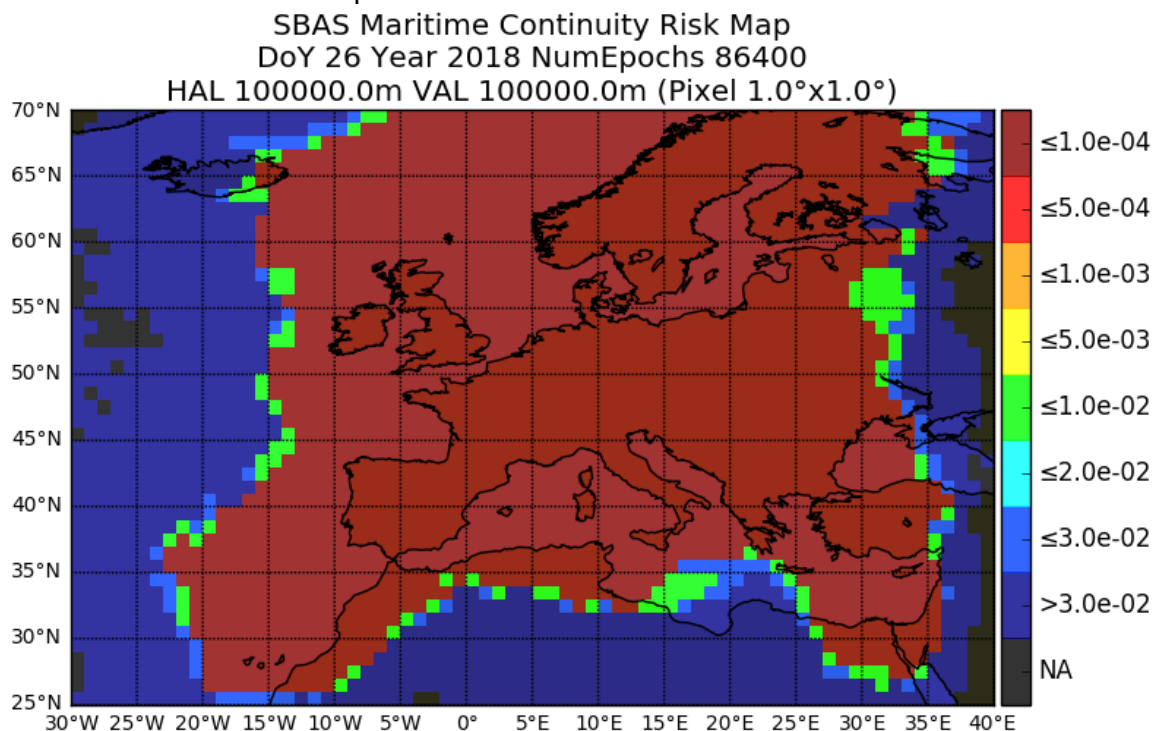 SBAS Maritime Continuity Risk Map
DoY 26 Year 2018 NumEpochs 86400
HAL 100000.0m VAL 100000.0m (Pixel 1.0°x1.0°)
70°N
65°N
60°N
55°N
50°N
45°N
40°N
35°N
30°N
25°N
30°W 25°W 20°W 15°W 10°W 5°W 0° 5°E 10°E 15°E 20°E 25°E 30°E 35°E 40°E
≤1.0e-04
≤5.0e-04
≤1.0e-03
≤5.0e-03
≤1.0e-02
≤2.0e-02
≤3.0e-02
>3.0e-02
NA